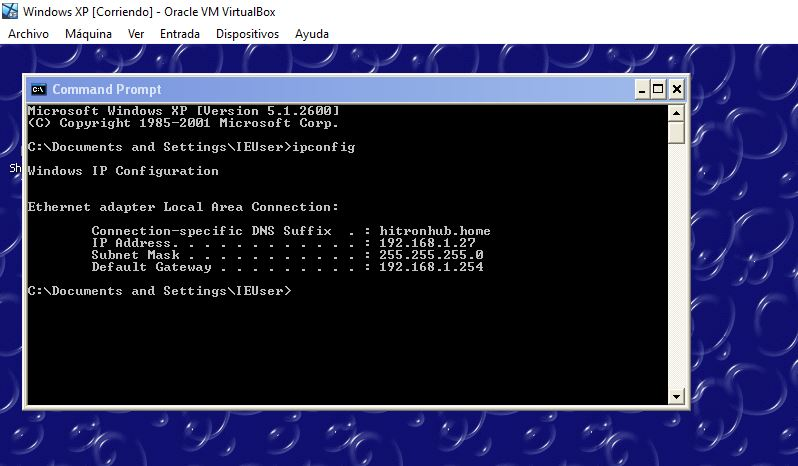 Windows XP [Corriendo] - Oracle VM VirtualBox
Archivo Máquina Ver Entrada Dispositivos Ayuda
Command Prompt
Microsoft Windows XP [Version 5.1.2600]
(C) Copyright 1985-2001 Microsoft Corp.
C:\Documents and Settings\IEUser>ipconfig
Windows IP Configuration
Ethernet adapter Local Area Connection:
Connection-specific DNS Suffix . : hitronhub.home
IP Address. . . . . . . . . . . . : 192.168.1.27
Subnet Mask . . . . . . . . . . . : 255.255.255.0
Default Gateway . . . . . . . . . : 192.168.1.254
C:\Documents and Settings\IEUser>